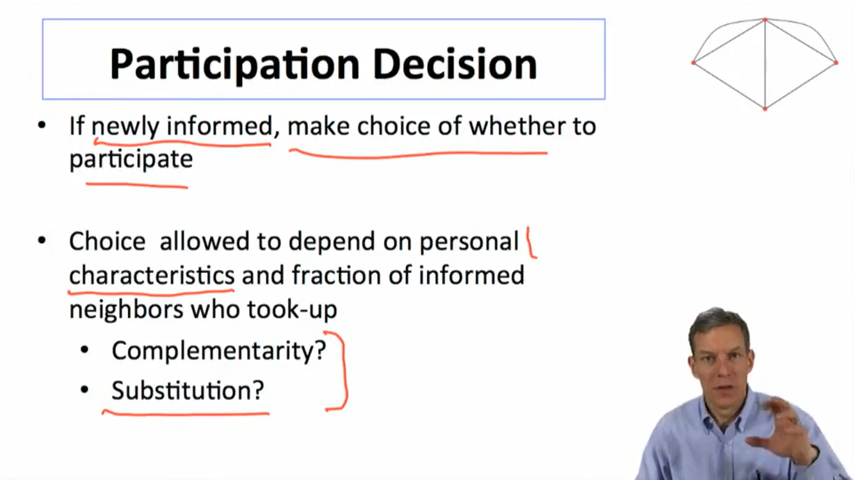 Participation Decision
• If newly informed, make choice of whether to
participate
• Choice allowed to depend on personal
characteristics and fraction of informed
neighbors who took-up
• Complementarity?
• Substitution?